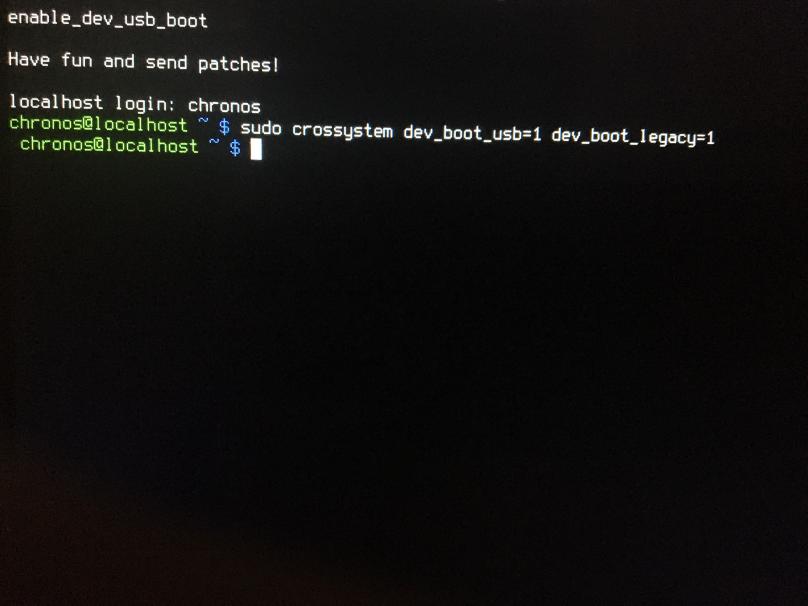 enable_dev_usb_boot
Have fun and send patches!
localhost login: chronos
chronos@localhost ~ $ sudo crossystem dev_boot_usb=1 dev_boot_legacy=1
chronos@localhost ~ $